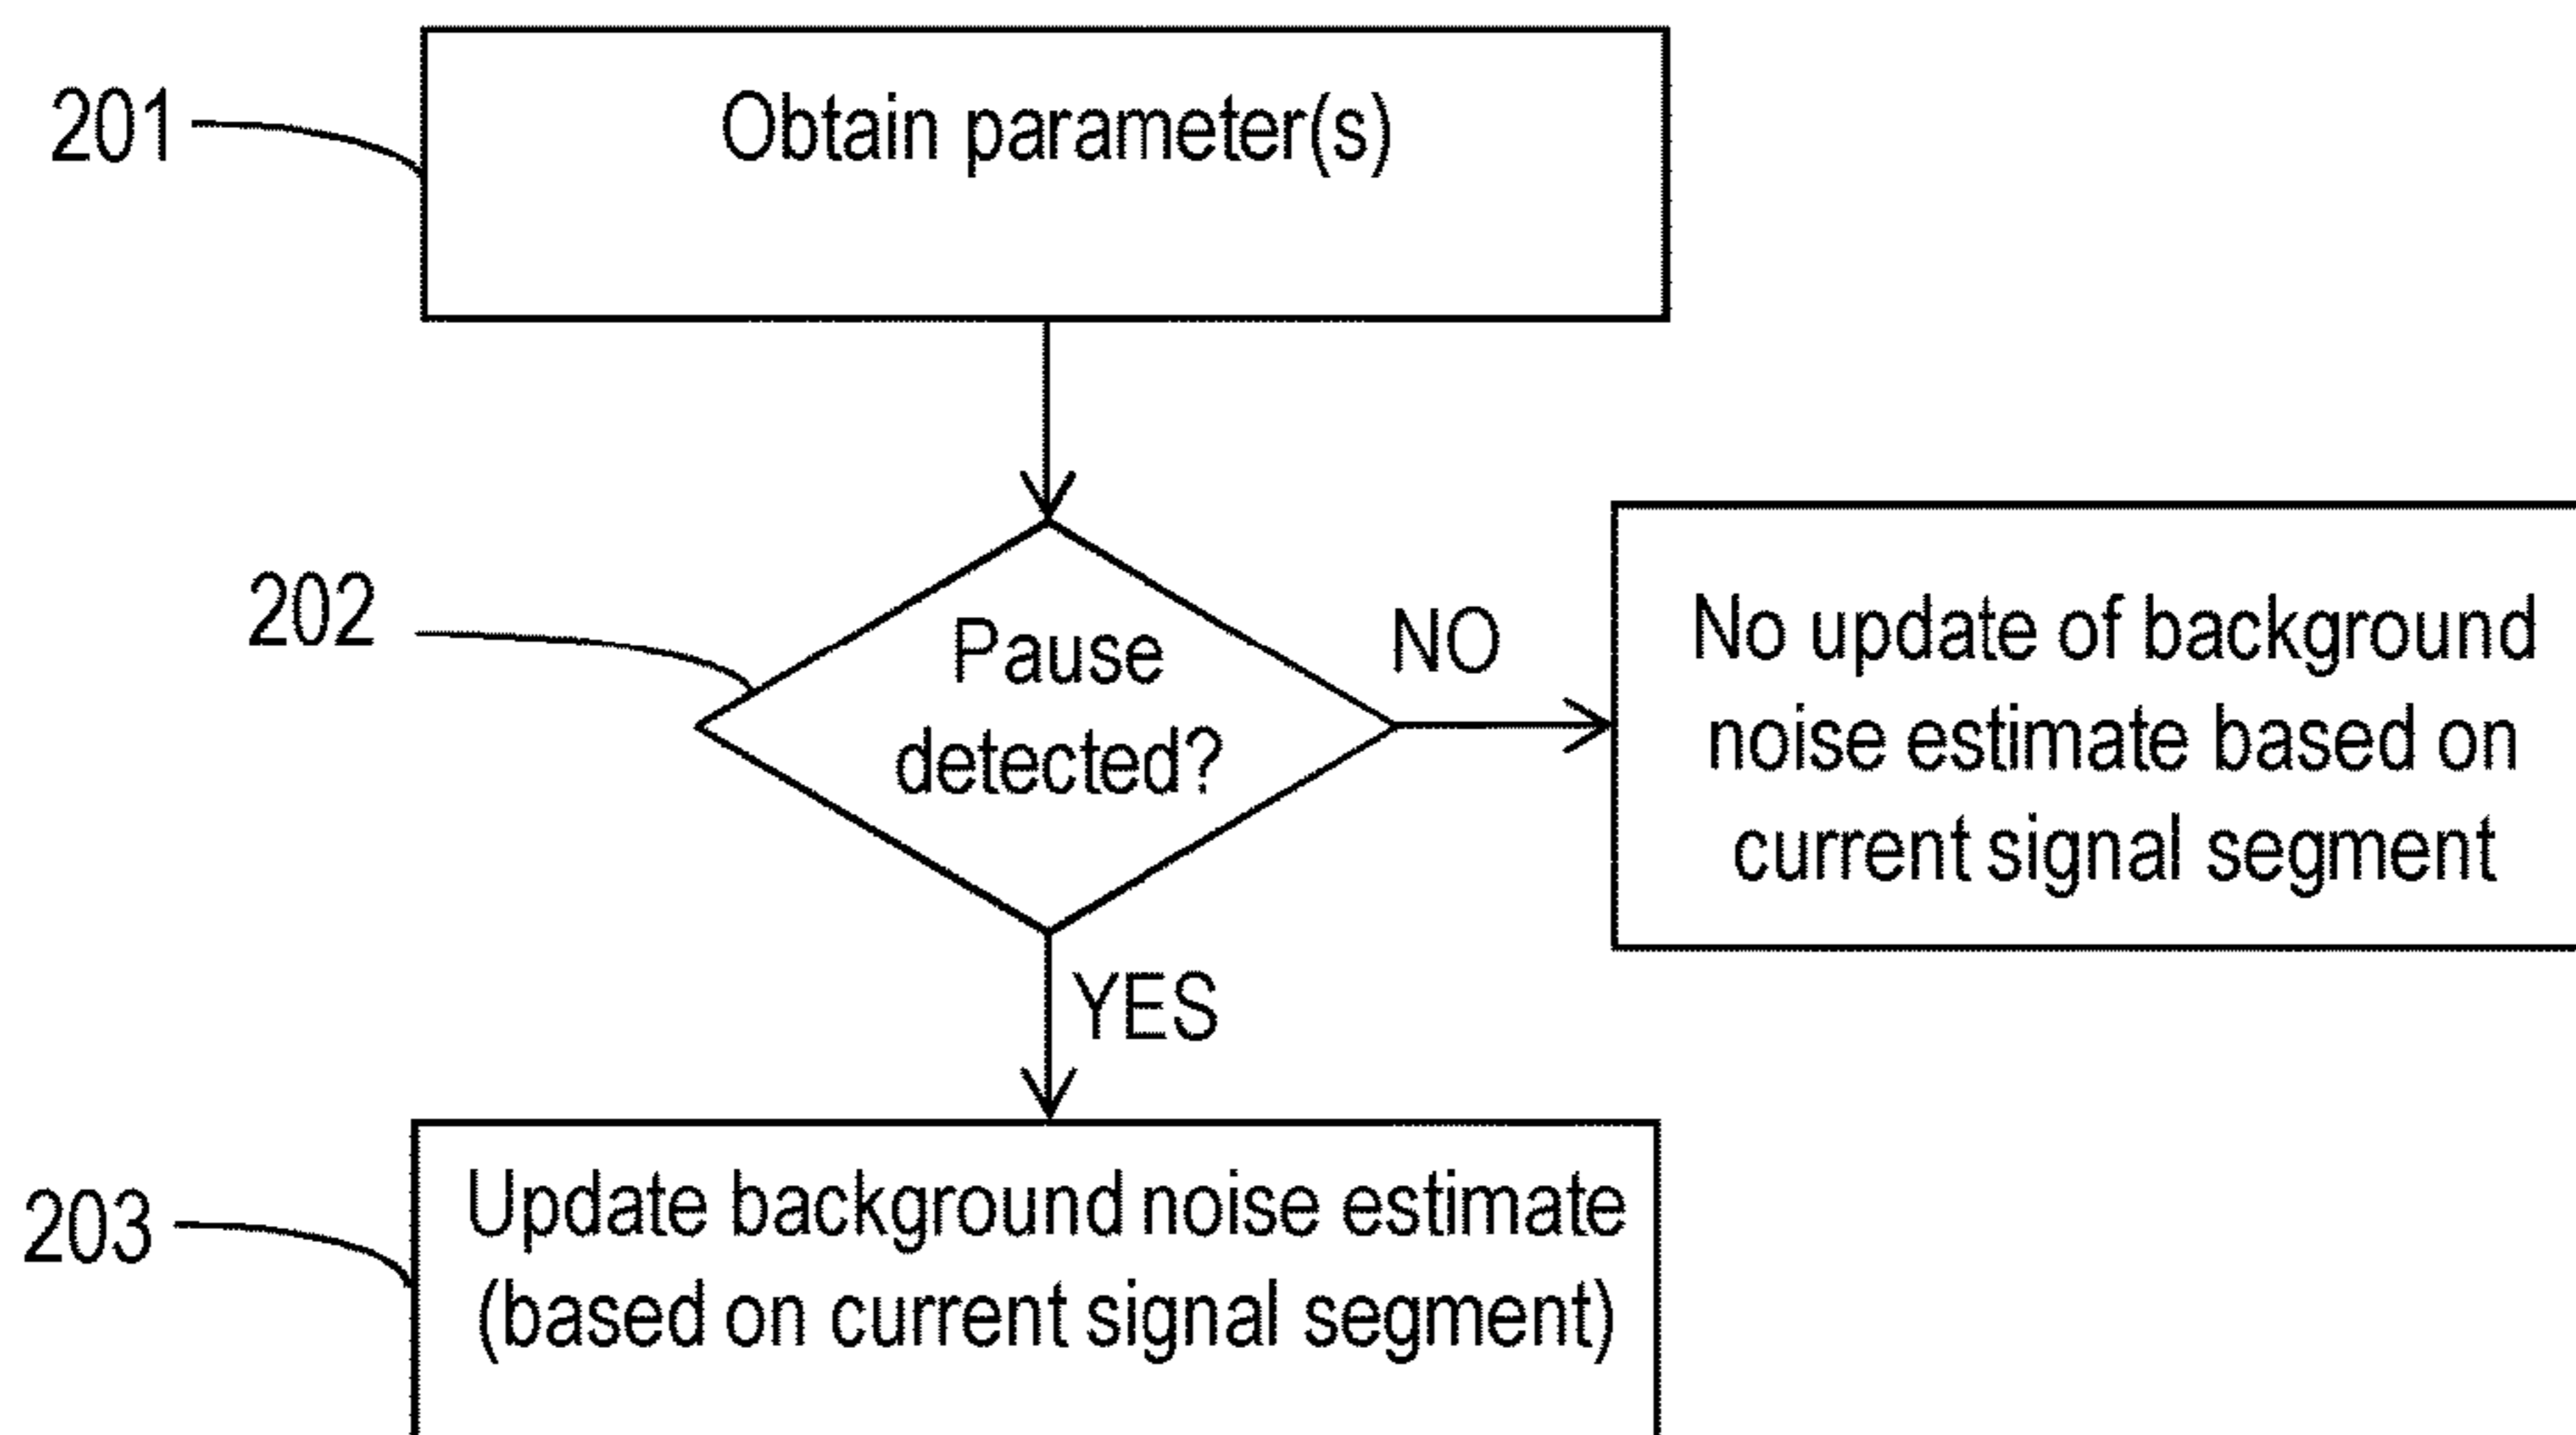 201
Obtain parameter(s)
202
Pause
detected?
NO
No update of background
noise estimate based on
current signal segment
YES
203
Update background noise estimate
(based on current signal segment)